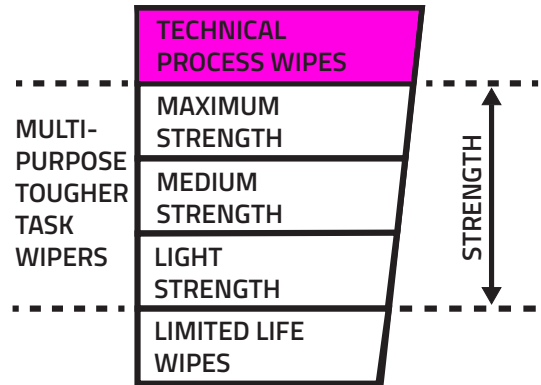 TECHNICAL
PROCESS WIPES
MAXIMUM
STRENGTH
MULTI-
PURPOSE
TOUGHER
TASK
WIPERS
MEDIUM
STRENGTH
LIGHT
STRENGTH
STRENGTH
LIMITED LIFE
WIPES